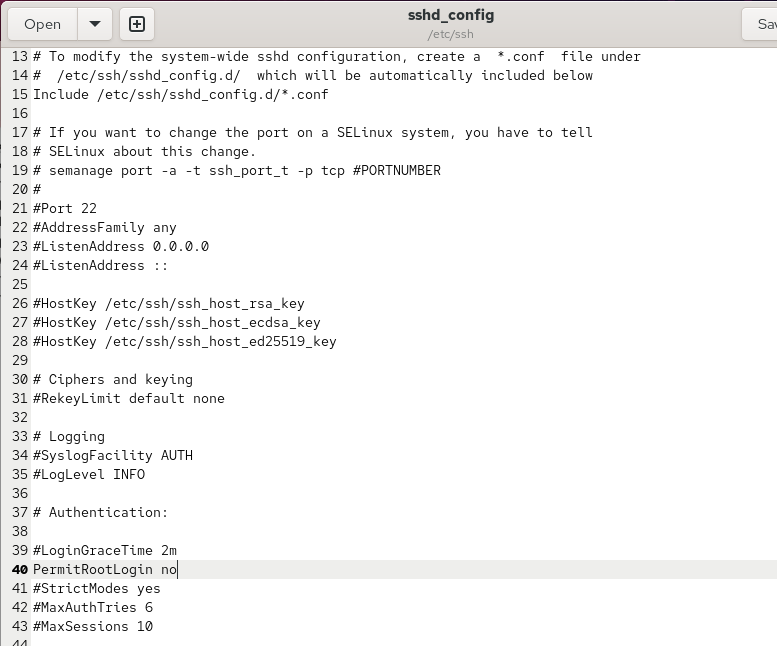 Open
sshd_config
/etc/ssh
Sav
13 # To modify the system-wide sshd configuration, create a  *.conf  file under
14 #  /etc/ssh/sshd_config.d/  which will be automatically included below
15 Include /etc/ssh/sshd_config.d/*.conf
16
17 # If you want to change the port on a SELinux system, you have to tell
18 # SELinux about this change.
19 # semanage port -a -t ssh_port_t -p tcp #PORTNUMBER
20 #
21 #Port 22
22 #AddressFamily any
23 #ListenAddress 0.0.0.0
24 #ListenAddress ::
25
26 #HostKey /etc/ssh/ssh_host_rsa_key
27 #HostKey /etc/ssh/ssh_host_ecdsa_key
28 #HostKey /etc/ssh/ssh_host_ed25519_key
29
30 # Ciphers and keying
31 #RekeyLimit default none
32
33 # Logging
34 #SyslogFacility AUTH
35 #LogLevel INFO
36
37 # Authentication:
38
39 #LoginGraceTime 2m
40 PermitRootLogin no
41 #StrictModes yes
42 #MaxAuthTries 6
43 #MaxSessions 10
44